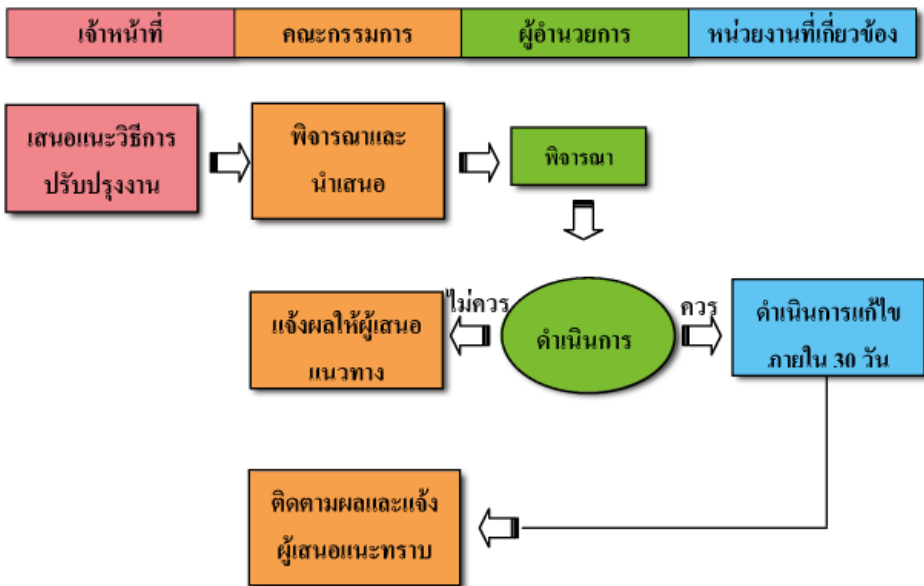 เจ้าหน้าที่
คณะกรรมการ
ผู้อำนวยการ
หน่วยงานที่เกี่ยวข้อง
เสนอแนะวิธีการ
ปรับปรุงงาน
พิจารณาและ
นำเสนอ
พิจารณา
แจ้งผลให้ผู้เสนอ
แนวทาง
ไม่ควร
ดำเนินการ
ควร
ดำเนินการแก้ไข
ภายใน 30 วัน
ติดตามผลและแจ้ง
ผู้เสนอแนะทราบ